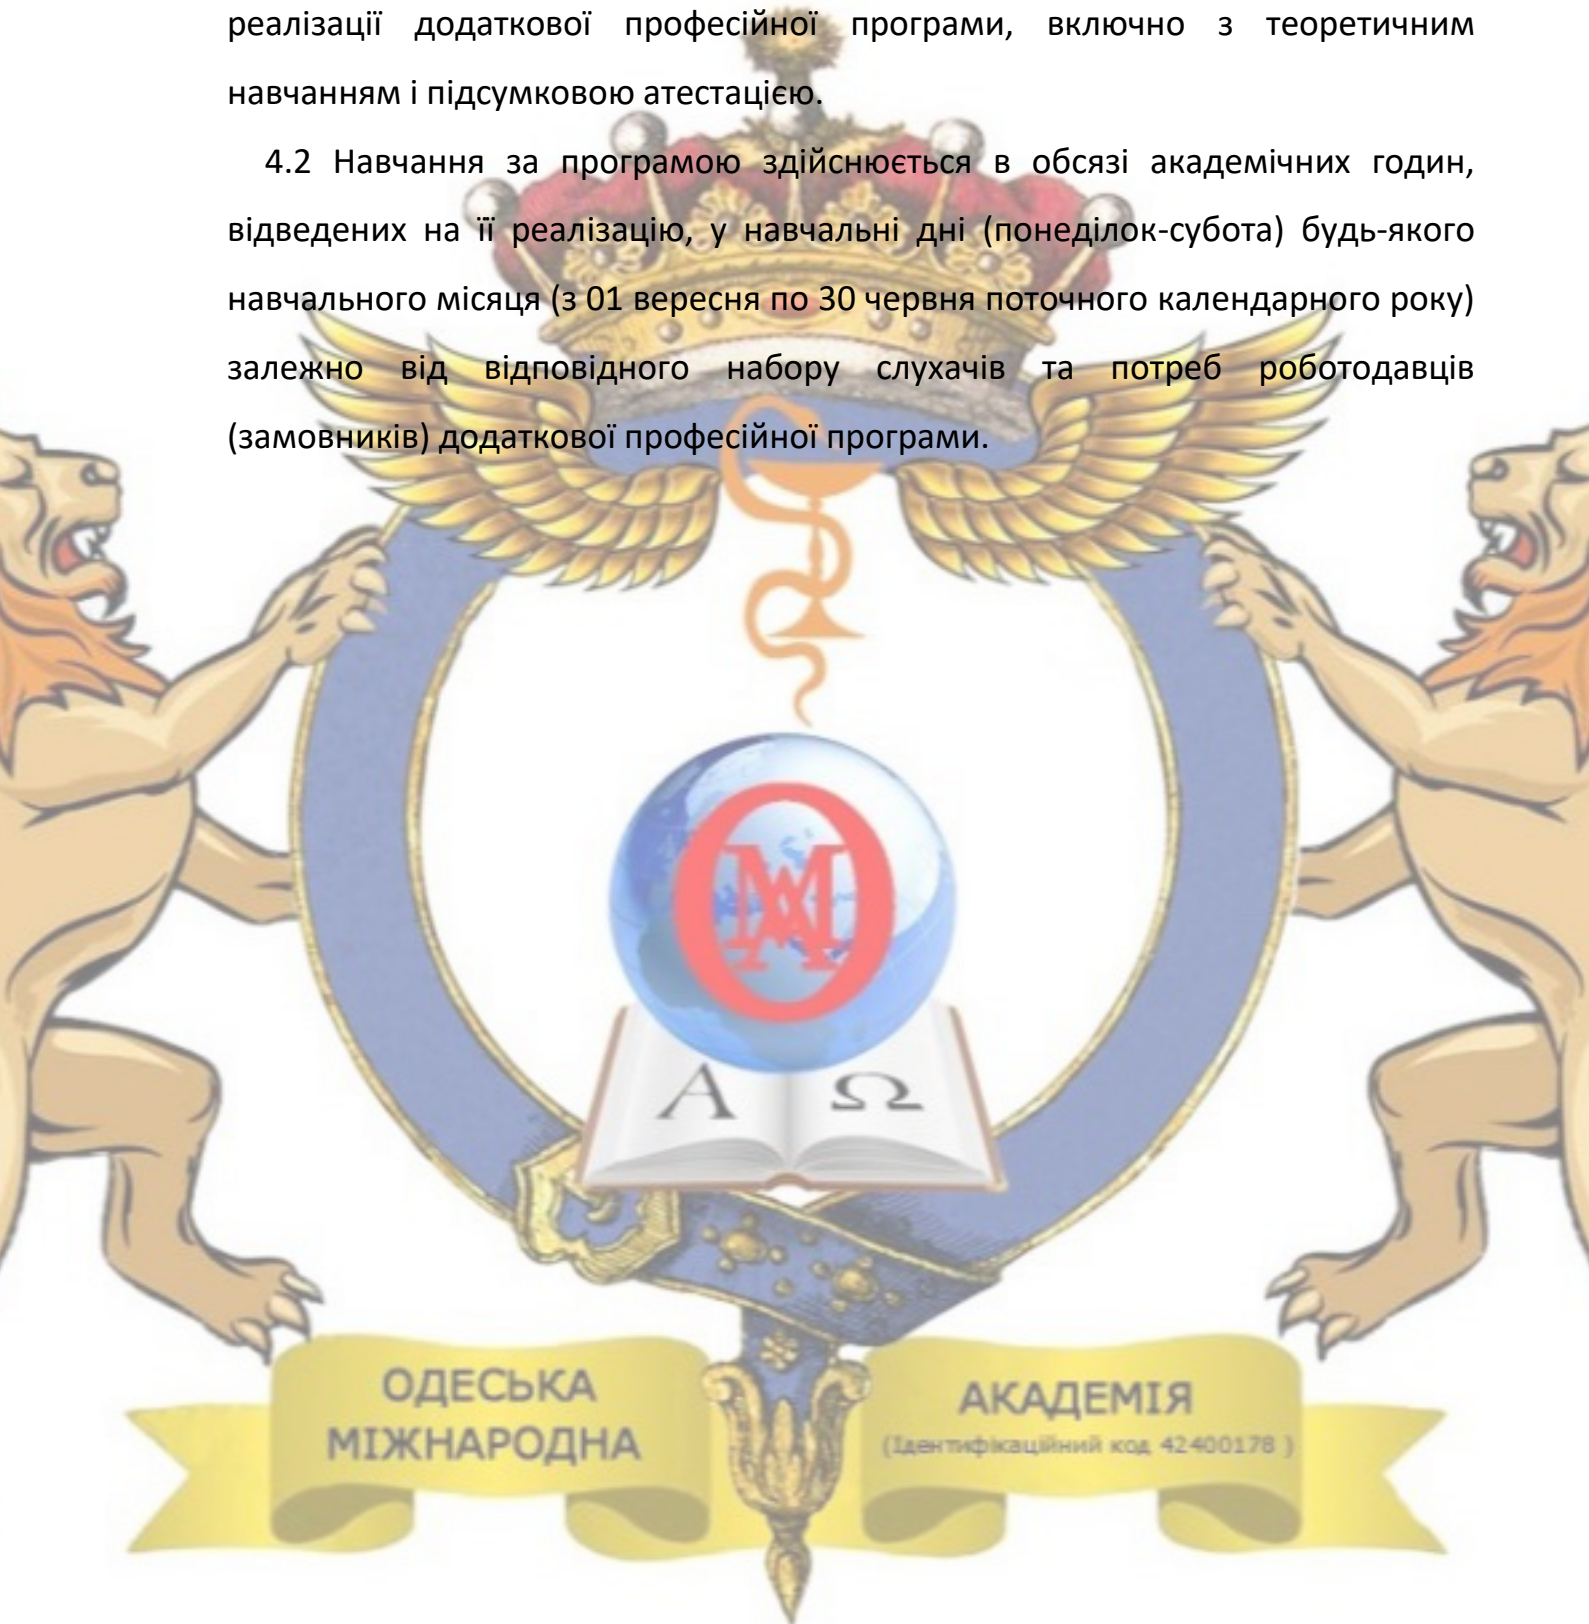 реалізації додаткової професійної програми, включно з теоретичним
навчанням і підсумковою атестацією.
4.2 Навчання за програмою здійснюється в обсязі академічних годин,
відведених на її реалізацію, у навчальні дні (понеділок-субота) будь-якого
навчального місяця (з 01 вересня по 30 червня поточного календарного року)
залежно від відповідного набору слухачів та потреб роботодавців
(замовників) додаткової професійної програми.
ОМА
Α Ω
ОДЕСЬКА
МІЖНАРОДНА
АКАДЕМІЯ
(Ідентифікаційний код 42400178 )